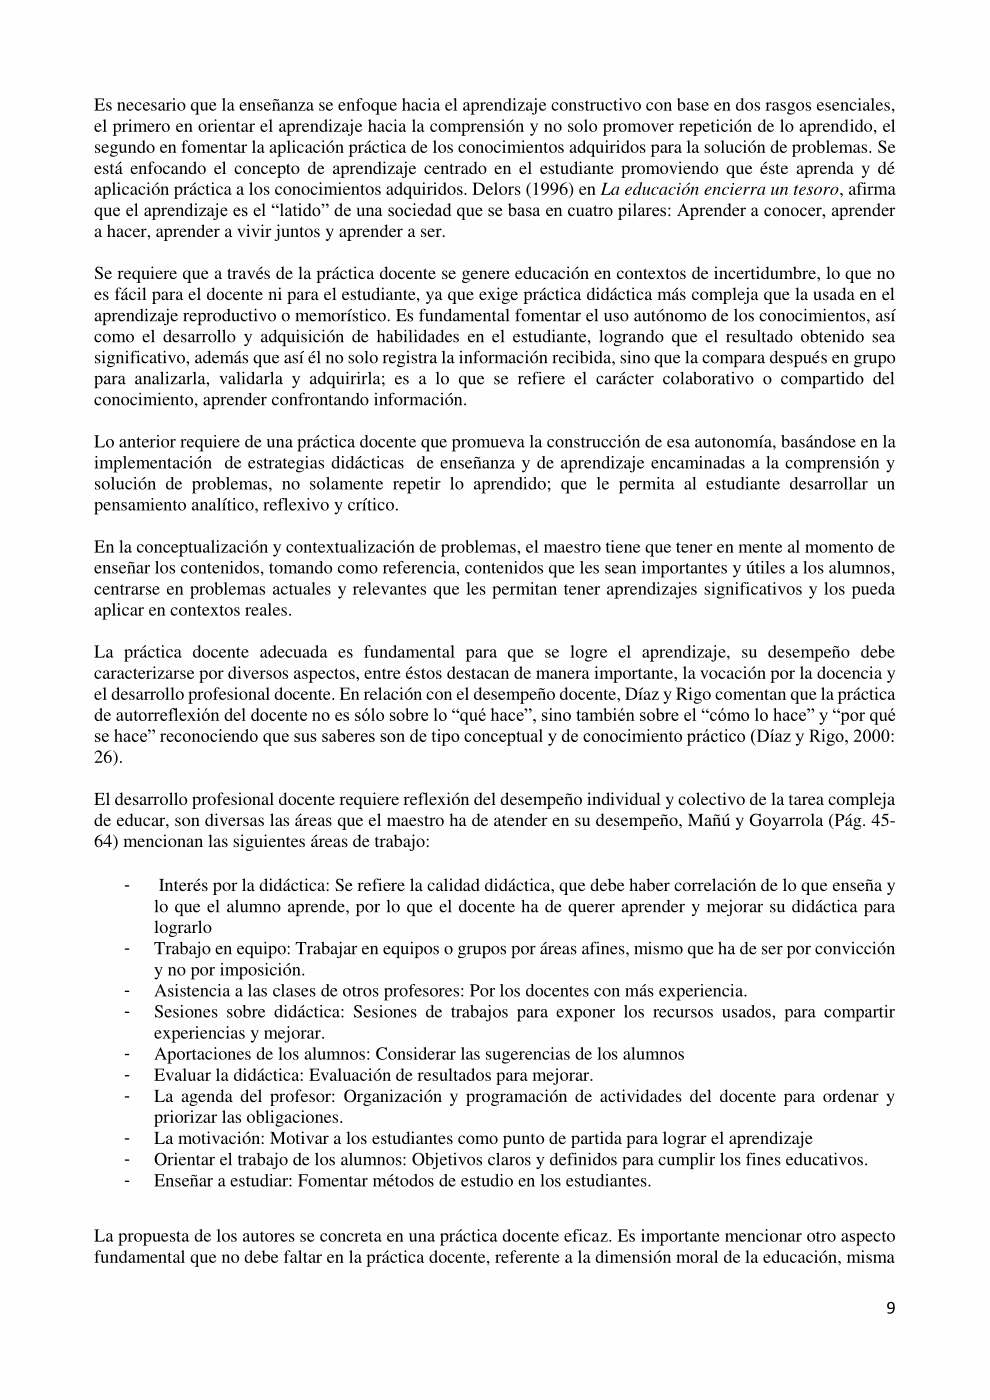 Es necesario que la enseñanza se enfoque hacia el aprendizaje constructivo con base en dos rasgos esenciales,
el primero en orientar el aprendizaje hacia la comprensión y no solo promover repetición de lo aprendido, el
segundo en fomentar la aplicación práctica de los conocimientos adquiridos para la solución de problemas. Se
está enfocando el concepto de aprendizaje centrado en el estudiante promoviendo que éste aprenda y dé
aplicación práctica a los conocimientos adquiridos. Delors (1996) en La educación encierra un tesoro, afirma
que el aprendizaje es el “latido” de una sociedad que se basa en cuatro pilares: Aprender a conocer, aprender
a hacer, aprender a vivir juntos y aprender a ser.
Se requiere que a través de la práctica docente se genere educación en contextos de incertidumbre, lo que no
es fácil para el docente ni para el estudiante, ya que exige práctica didáctica más compleja que la usada en el
aprendizaje reproductivo o memorístico. Es fundamental fomentar el uso autónomo de los conocimientos, así
como el desarrollo y adquisición de habilidades en el estudiante, logrando que el resultado obtenido sea
significativo, además que así él no solo registra la información recibida, sino que la compara después en grupo
para analizarla, validarla y adquirirla; es a lo que se refiere el carácter colaborativo o compartido del
conocimiento, aprender confrontando información.
Lo anterior requiere de una práctica docente que promueva la construcción de esa autonomía, basándose en la
implementación de estrategias didácticas de enseñanza y de aprendizaje encaminadas a la comprensión y
solución de problemas, no solamente repetir lo aprendido; que le permita al estudiante desarrollar un
pensamiento analítico, reflexivo y crítico.
En la conceptualización y contextualización de problemas, el maestro tiene que tener en mente al momento de
enseñar los contenidos, tomando como referencia, contenidos que les sean importantes y útiles a los alumnos,
centrarse en problemas actuales y relevantes que les permitan tener aprendizajes significativos y los pueda
aplicar en contextos reales.
La práctica docente adecuada es fundamental para que se logre el aprendizaje, su desempeño debe
caracterizarse por diversos aspectos, entre éstos destacan de manera importante, la vocación por la docencia y
el desarrollo profesional docente. En relación con el desempeño docente, Díaz y Rigo comentan que la práctica
de autorreflexión del docente no es sólo sobre lo “qué hace”, sino también sobre el “cómo lo hace” y “por qué
se hace” reconociendo que sus saberes son de tipo conceptual y de conocimiento práctico (Díaz y Rigo, 2000:
26).
El desarrollo profesional docente requiere reflexión del desempeño individual y colectivo de la tarea compleja
de educar, son diversas las áreas que el maestro ha de atender en su desempeño, Mañú y Goyarrola (Pág. 45-
64) mencionan las siguientes áreas de trabajo:
- Interés por la didáctica: Se refiere la calidad didáctica, que debe haber correlación de lo que enseña y
lo que el alumno aprende, por lo que el docente ha de querer aprender y mejorar su didáctica para
lograrlo
- Trabajo en equipo: Trabajar en equipos o grupos por áreas afines, mismo que ha de ser por convicción
y no por imposición.
- Asistencia a las clases de otros profesores: Por los docentes con más experiencia.
- Sesiones sobre didáctica: Sesiones de trabajos para exponer los recursos usados, para compartir
experiencias y mejorar.
- Aportaciones de los alumnos: Considerar las sugerencias de los alumnos
- Evaluar la didáctica: Evaluación de resultados para mejorar.
- La agenda del profesor: Organización y programación de actividades del docente para ordenar y
priorizar las obligaciones.
- La motivación: Motivar a los estudiantes como punto de partida para lograr el aprendizaje
- Orientar el trabajo de los alumnos: Objetivos claros y definidos para cumplir los fines educativos.
- Enseñar a estudiar: Fomentar métodos de estudio en los estudiantes.
La propuesta de los autores se concreta en una práctica docente eficaz. Es importante mencionar otro aspecto
fundamental que no debe faltar en la práctica docente, referente a la dimensión moral de la educación, misma
9